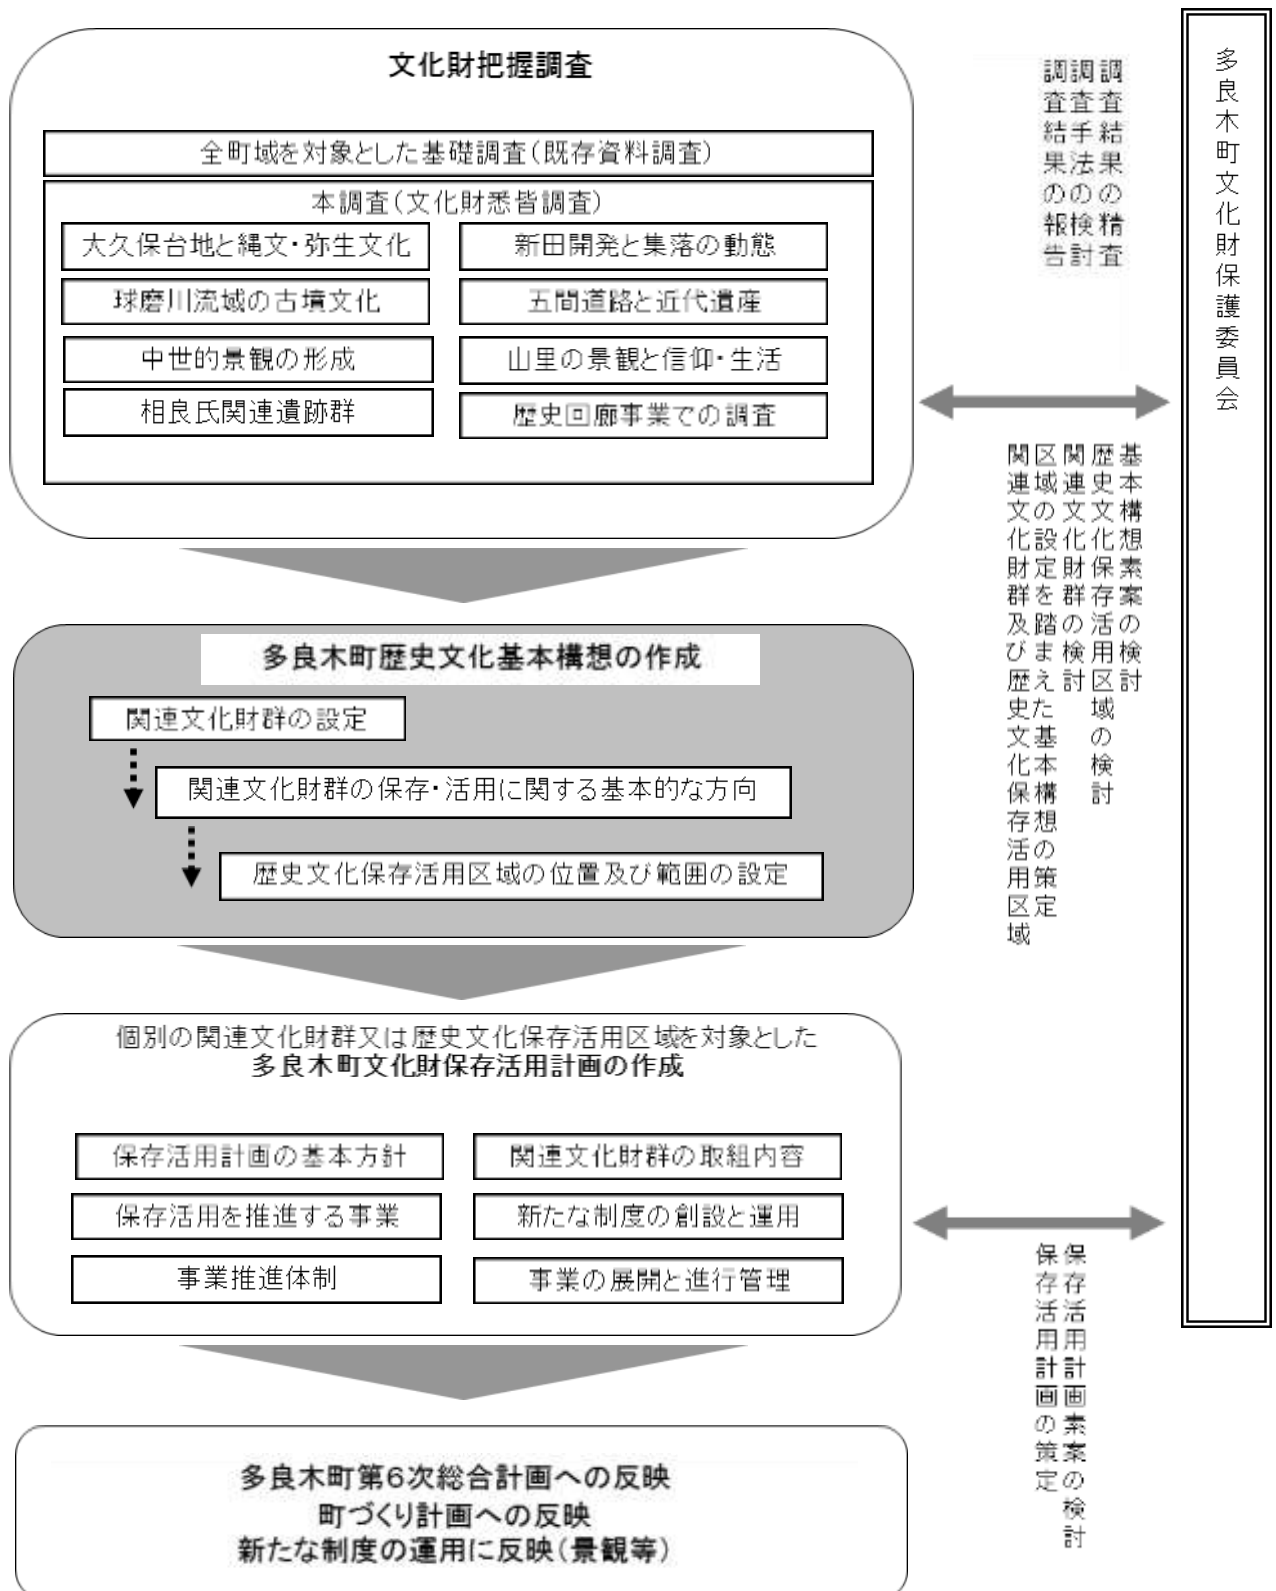 文化財把握調査
全町域を対象とした基礎調査(既存資料調査)
本調査(文化財悉皆調査)
大久保台地と縄文・弥生文化
新田開発と集落の動態
球磨川流域の古墳文化
五間道路と近代遺産
中世的景観の形成
山里の景観と信仰・生活
相良氏関連遺跡群
歴史回廊事業での調査
調査結果の精査
調査手法の検討
調査結果の報告
多良木町文化財保護委員会
基本構想素案の検討
歴史文化保存活用区域の検討
関連文化財群の検討
区域の設定を踏まえた基本構想の策定
関連文化財群及び歴史文化保存活用区域
多良木町歴史文化基本構想の作成
関連文化財群の設定
関連文化財群の保存・活用に関する基本的な方向
歴史文化保存活用区域の位置及び範囲の設定
個別の関連文化財群又は歴史文化保存活用区域を対象とした
多良木町文化財保存活用計画の作成
保存活用計画の基本方針
関連文化財群の取組内容
保存活用を推進する事業
新たな制度の創設と運用
事業推進体制
事業の展開と進行管理
保存活用計画素案の検討
保存活用計画の策定
多良木町第6次総合計画への反映
町づくり計画への反映
新たな制度の運用に反映(景観等)